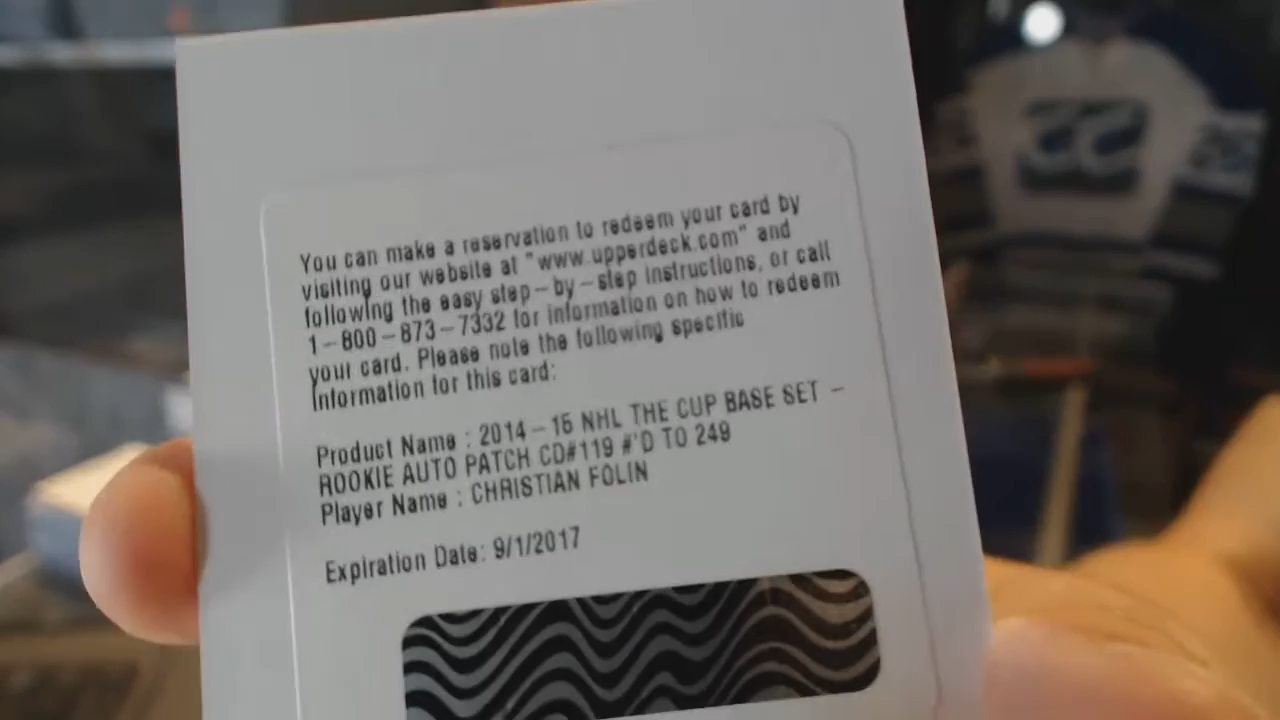 You can make a reservation to redeem your card by
visiting our website at "www.upperdeck.com" and
following the easy step-by-step instructions, or call
1-800-873-7332 for information on how to redeem
your card. Please note the following specific
information for this card:
Product Name : 2014-15 NHL THE CUP BASE SET -
ROOKIE AUTO PATCH CD#119 #'D TO 249
Player Name : CHRISTIAN FOLIN
Expiration Date: 9/1/2017